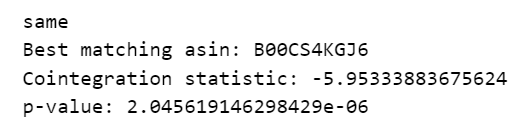 same
Best matching asin: B00CS4KGJ6
Cointegration statistic: -5.95333883675624
p-value: 2.045619146298429e-06